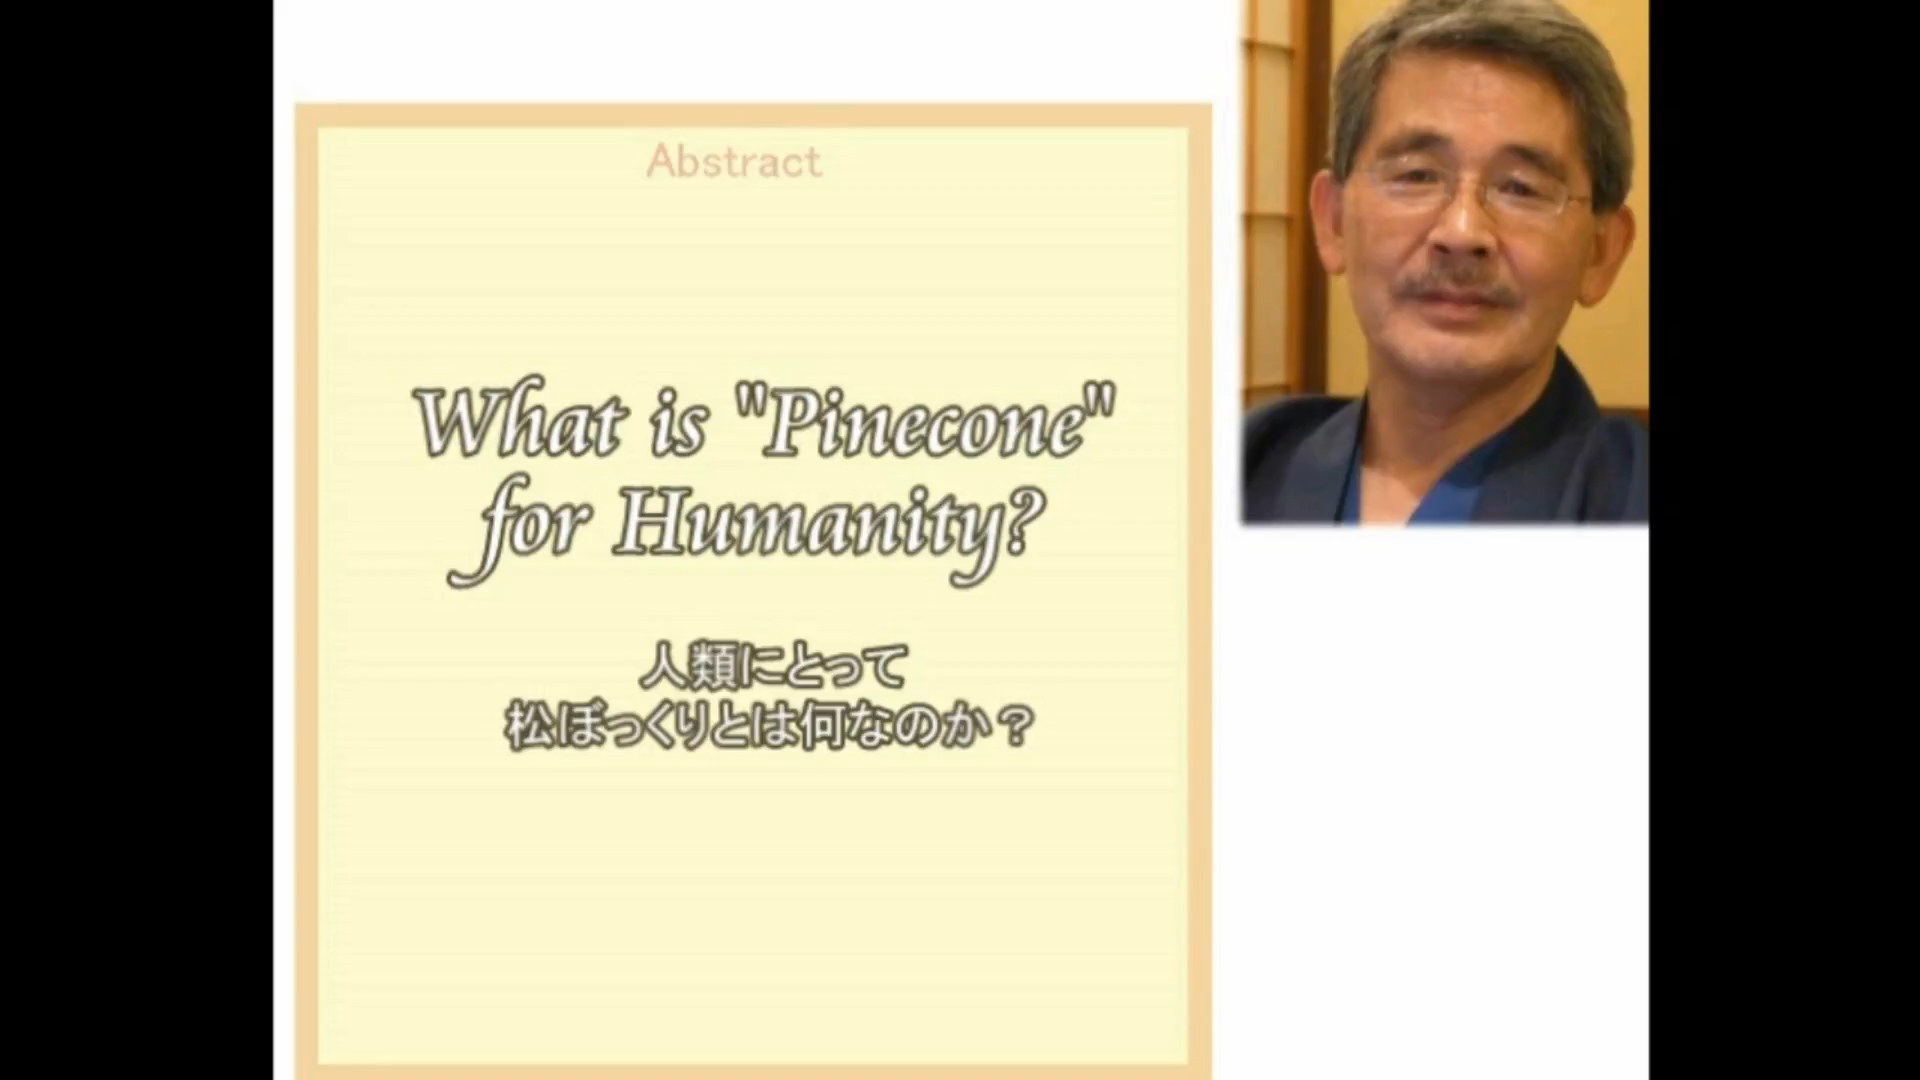 Abstract
What is "Pinecone"
for Humanity?
人類にとって
松ぼっくりとは何なのか？